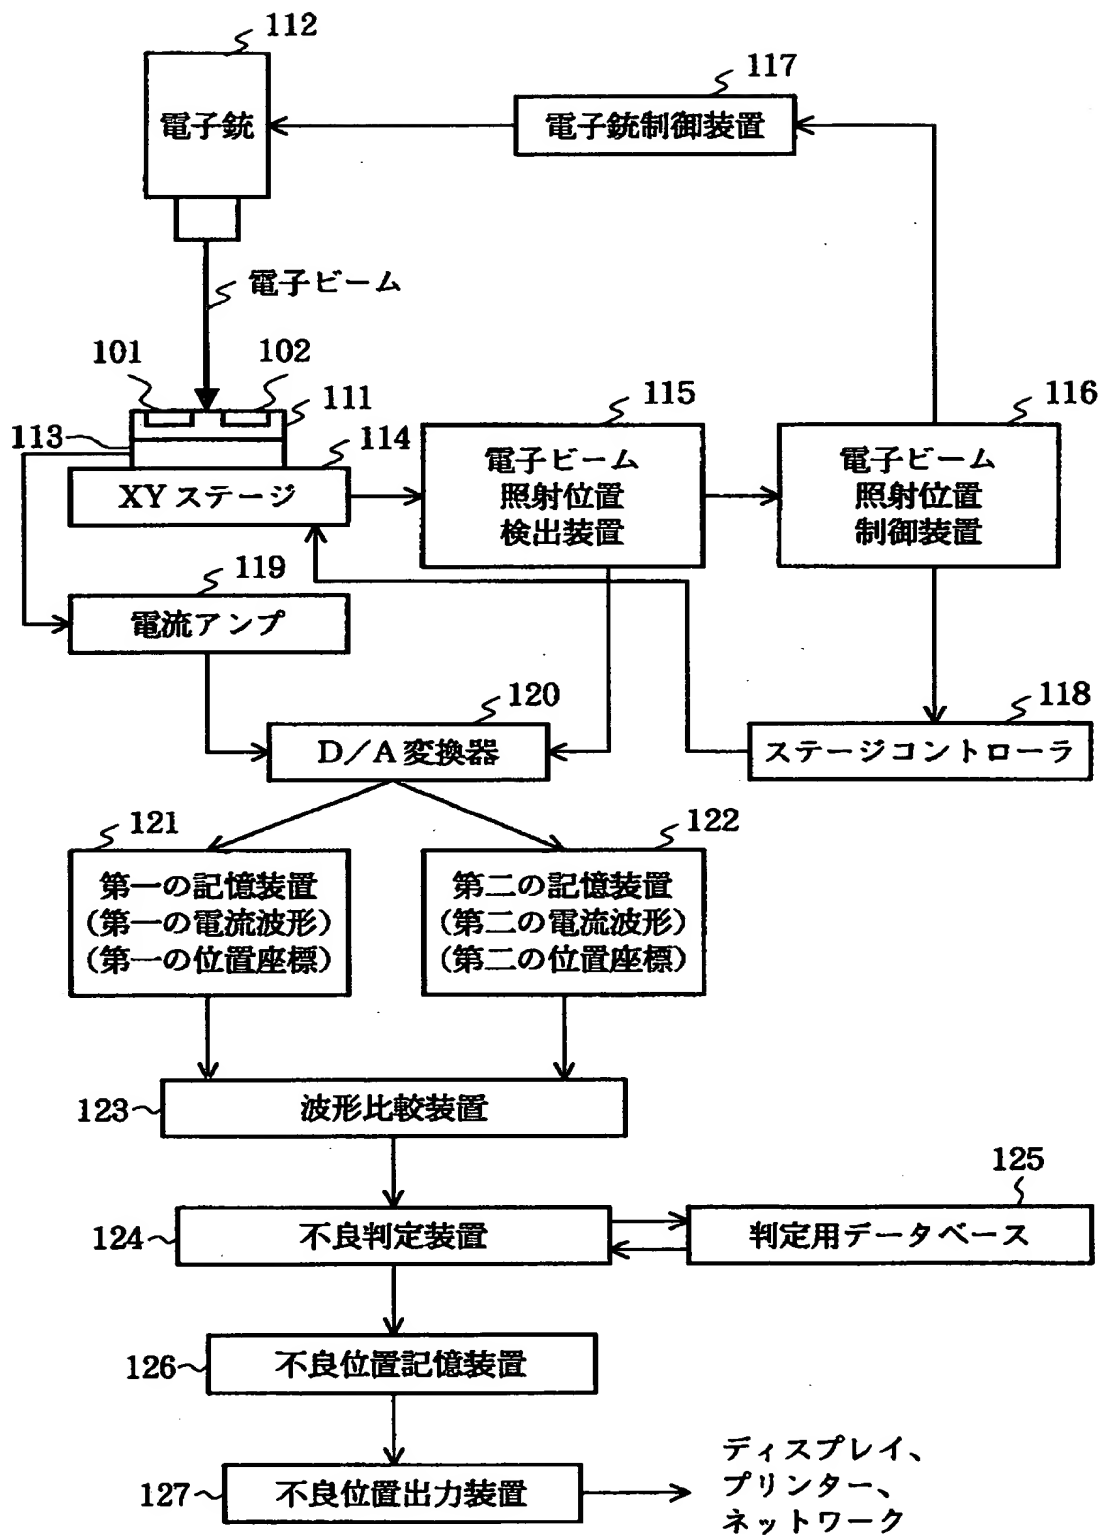 112
電子銃
117
電子銃制御装置
電子ビーム
101
102
111
113
114
XYステージ
115
電子ビーム
照射位置
検出装置
116
電子ビーム
照射位置
制御装置
119
電流アンプ
120
D/A変換器
118
ステージコントローラ
121
第一の記憶装置
(第一の電流波形)
(第一の位置座標)
122
第二の記憶装置
(第二の電流波形)
(第二の位置座標)
123
波形比較装置
124
不良判定装置
125
判定用データベース
126
不良位置記憶装置
127
不良位置出力装置
ディスプレイ、
プリンター、
ネットワーク